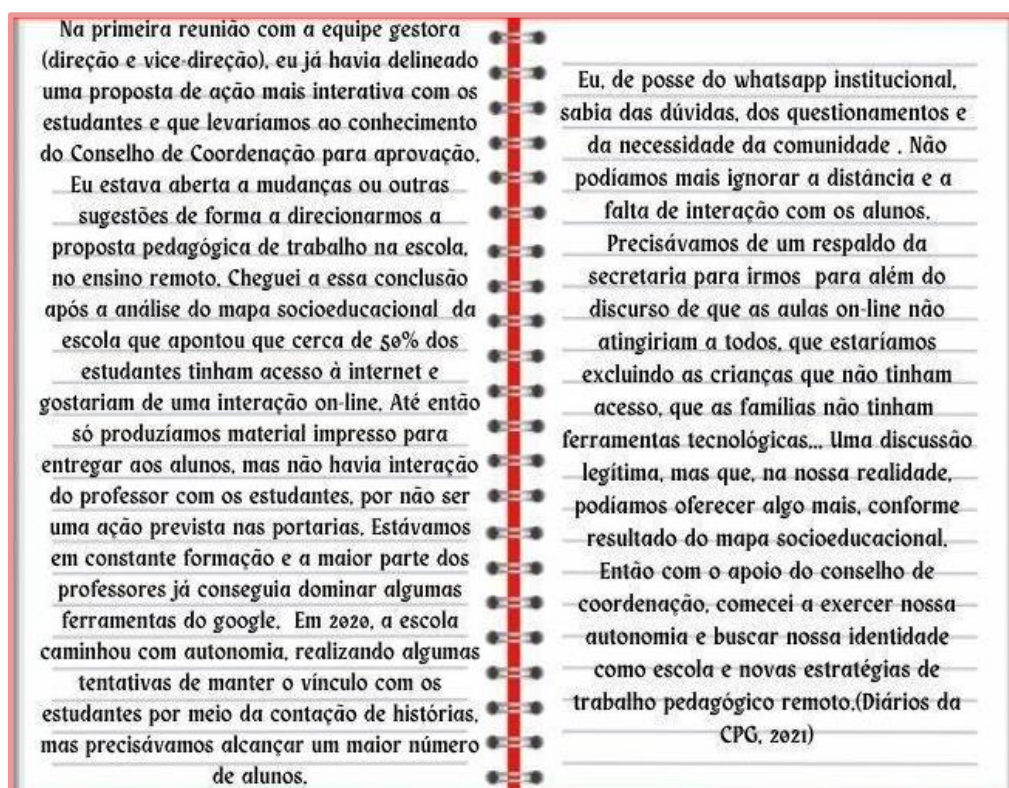 Na primeira reunião com a equipe gestora
(direção e vice-direção), eu já havia delineado
uma proposta de ação mais interativa com os
estudantes e que levaríamos ao conhecimento
do Conselho de Coordenação para aprovação.
Eu estava aberta a mudanças ou outras
sugestões de forma a direcionarmos a
proposta pedagógica de trabalho na escola,
no ensino remoto. Cheguei a essa conclusão
após a análise do mapa socioeducacional da
escola que apontou que cerca de 50% dos
estudantes tinham acesso à internet e
gostariam de uma interação on-line. Até então
só produzíamos material impresso para
entregar aos alunos, mas não havia interação
do professor com os estudantes, por não ser
uma ação prevista nas portarias. Estávamos
em constante formação e a maior parte dos
professores já conseguia dominar algumas
ferramentas do google. Em 2020, a escola
caminhou com autonomia, realizando algumas
tentativas de manter o vínculo com os
estudantes por meio da contação de histórias,
mas precisávamos alcançar um maior número
de alunos.
Eu, de posse do whatsapp institucional,
sabia das dúvidas, dos questionamentos e
da necessidade da comunidade . Não
podíamos mais ignorar a distância e a
falta de interação com os alunos.
Precisávamos de um respaldo da
secretaria para irmos para além do
discurso de que as aulas on-line não
atingiriam a todos, que estaríamos
excluindo as crianças que não tinham
acesso, que as famílias não tinham
ferramentas tecnológicas... Uma discussão
legítima, mas que, na nossa realidade,
podíamos oferecer algo mais, conforme
resultado do mapa socioeducacional.
Então com o apoio do conselho de
coordenação, comecei a exercer nossa
autonomia e buscar nossa identidade
como escola e novas estratégias de
trabalho pedagógico remoto.(Diários da
CPG, 2021)